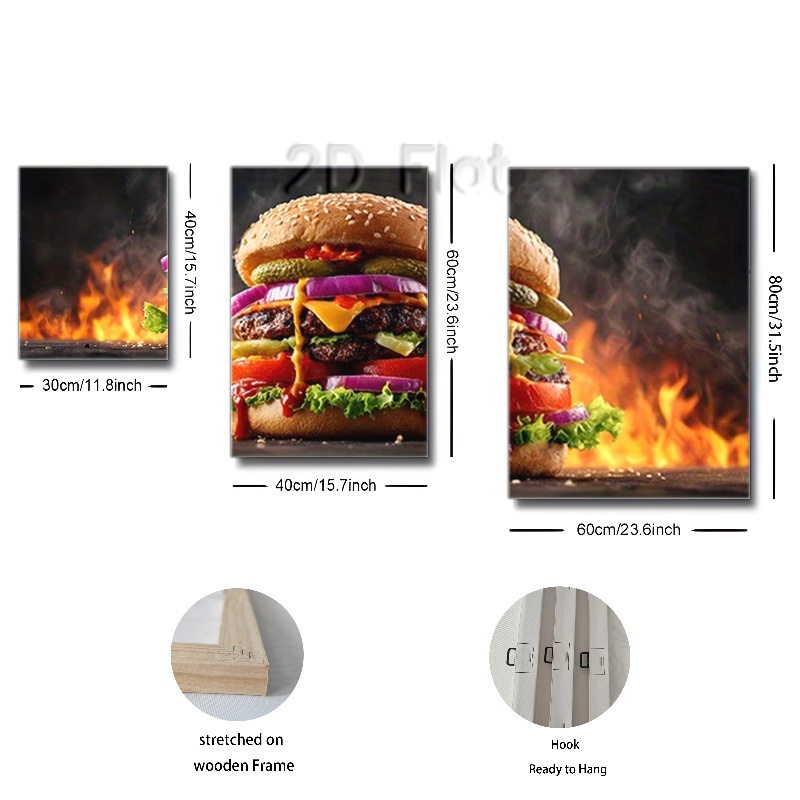 2D Flat
40cm/15.7inch
60cm/23.6inch
80cm/31.5inch
30cm/11.8inch
40cm/15.7inch
60cm/23.6inch
stretched on
wooden Frame
Hook
Ready to Hang